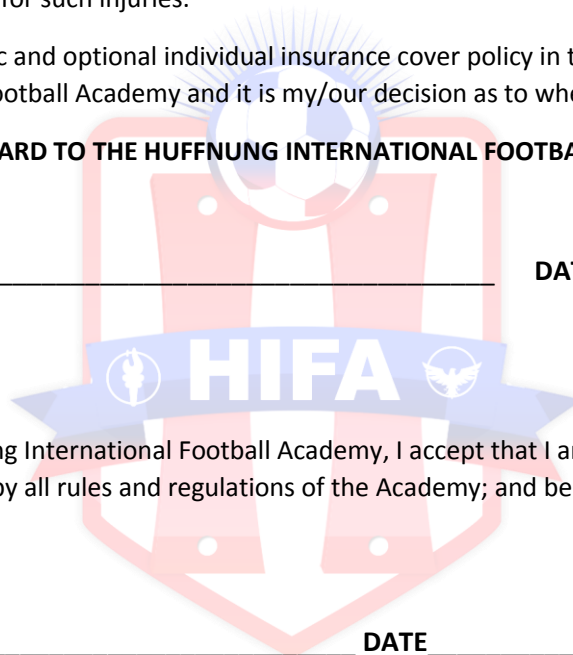 for such injuries.
c and optional individual insurance cover policy in t
ootball Academy and it is my/our decision as to whe
ARD TO THE HUFFNUNG INTERNATIONAL FOOTBA
DAT
HIFA
ng International Football Academy, I accept that I a
by all rules and regulations of the Academy; and be
DATE